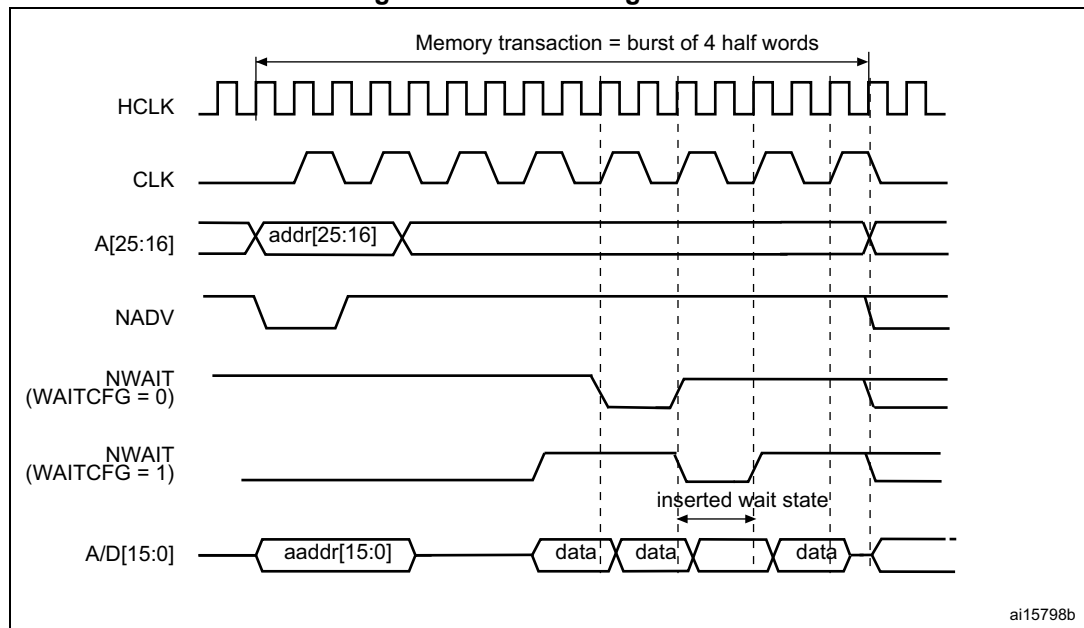 Memory transaction = burst of 4 half words
HCLK
CLK
A[25:16]
addr[25:16]
NADV
NWAIT
(WAITCFG = 0)
NWAIT
(WAITCFG = 1)
inserted wait state
A/D[15:0]
aaddr[15:0]
data
data
data
ai15798b